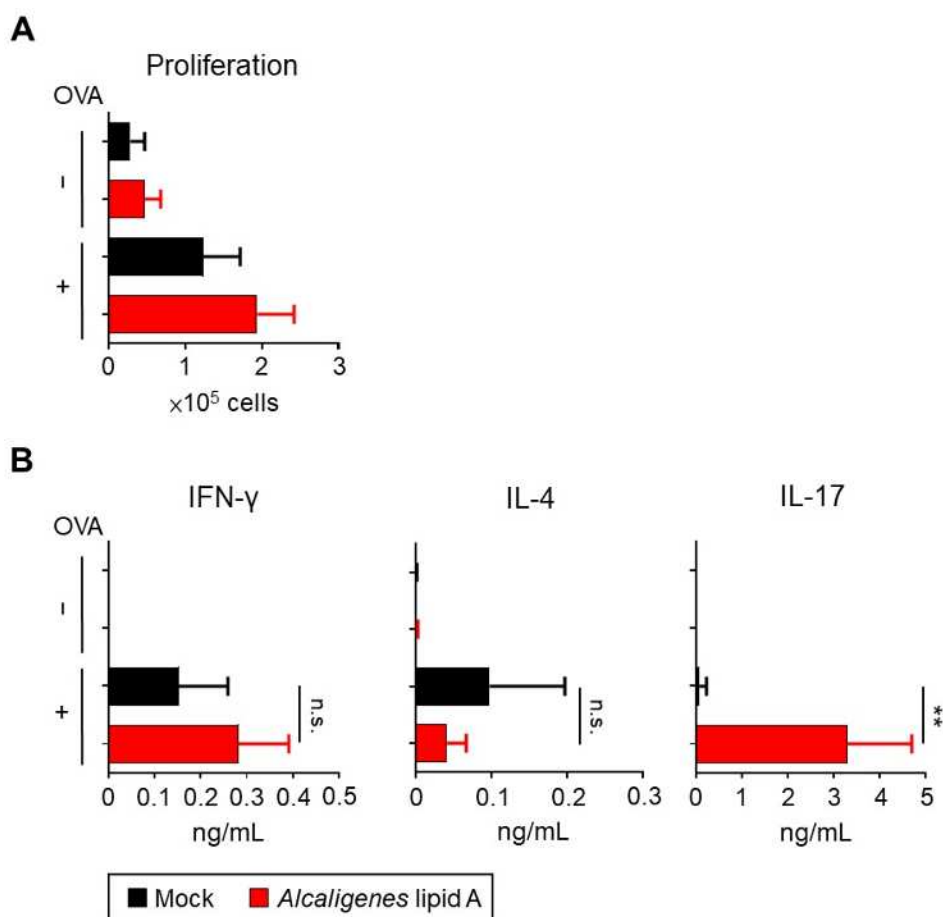 A
Proliferation
OVA
–
+
0 1 2 3
×10⁵ cells
B
IFN-γ IL-4 IL-17
OVA
–
+
n.s. n.s. **
0 0.1 0.2 0.3 0.4 0.5 0 0.1 0.2 0.3 0 1 2 3 4 5
ng/mL ng/mL ng/mL
Mock Alcaligenes lipid A